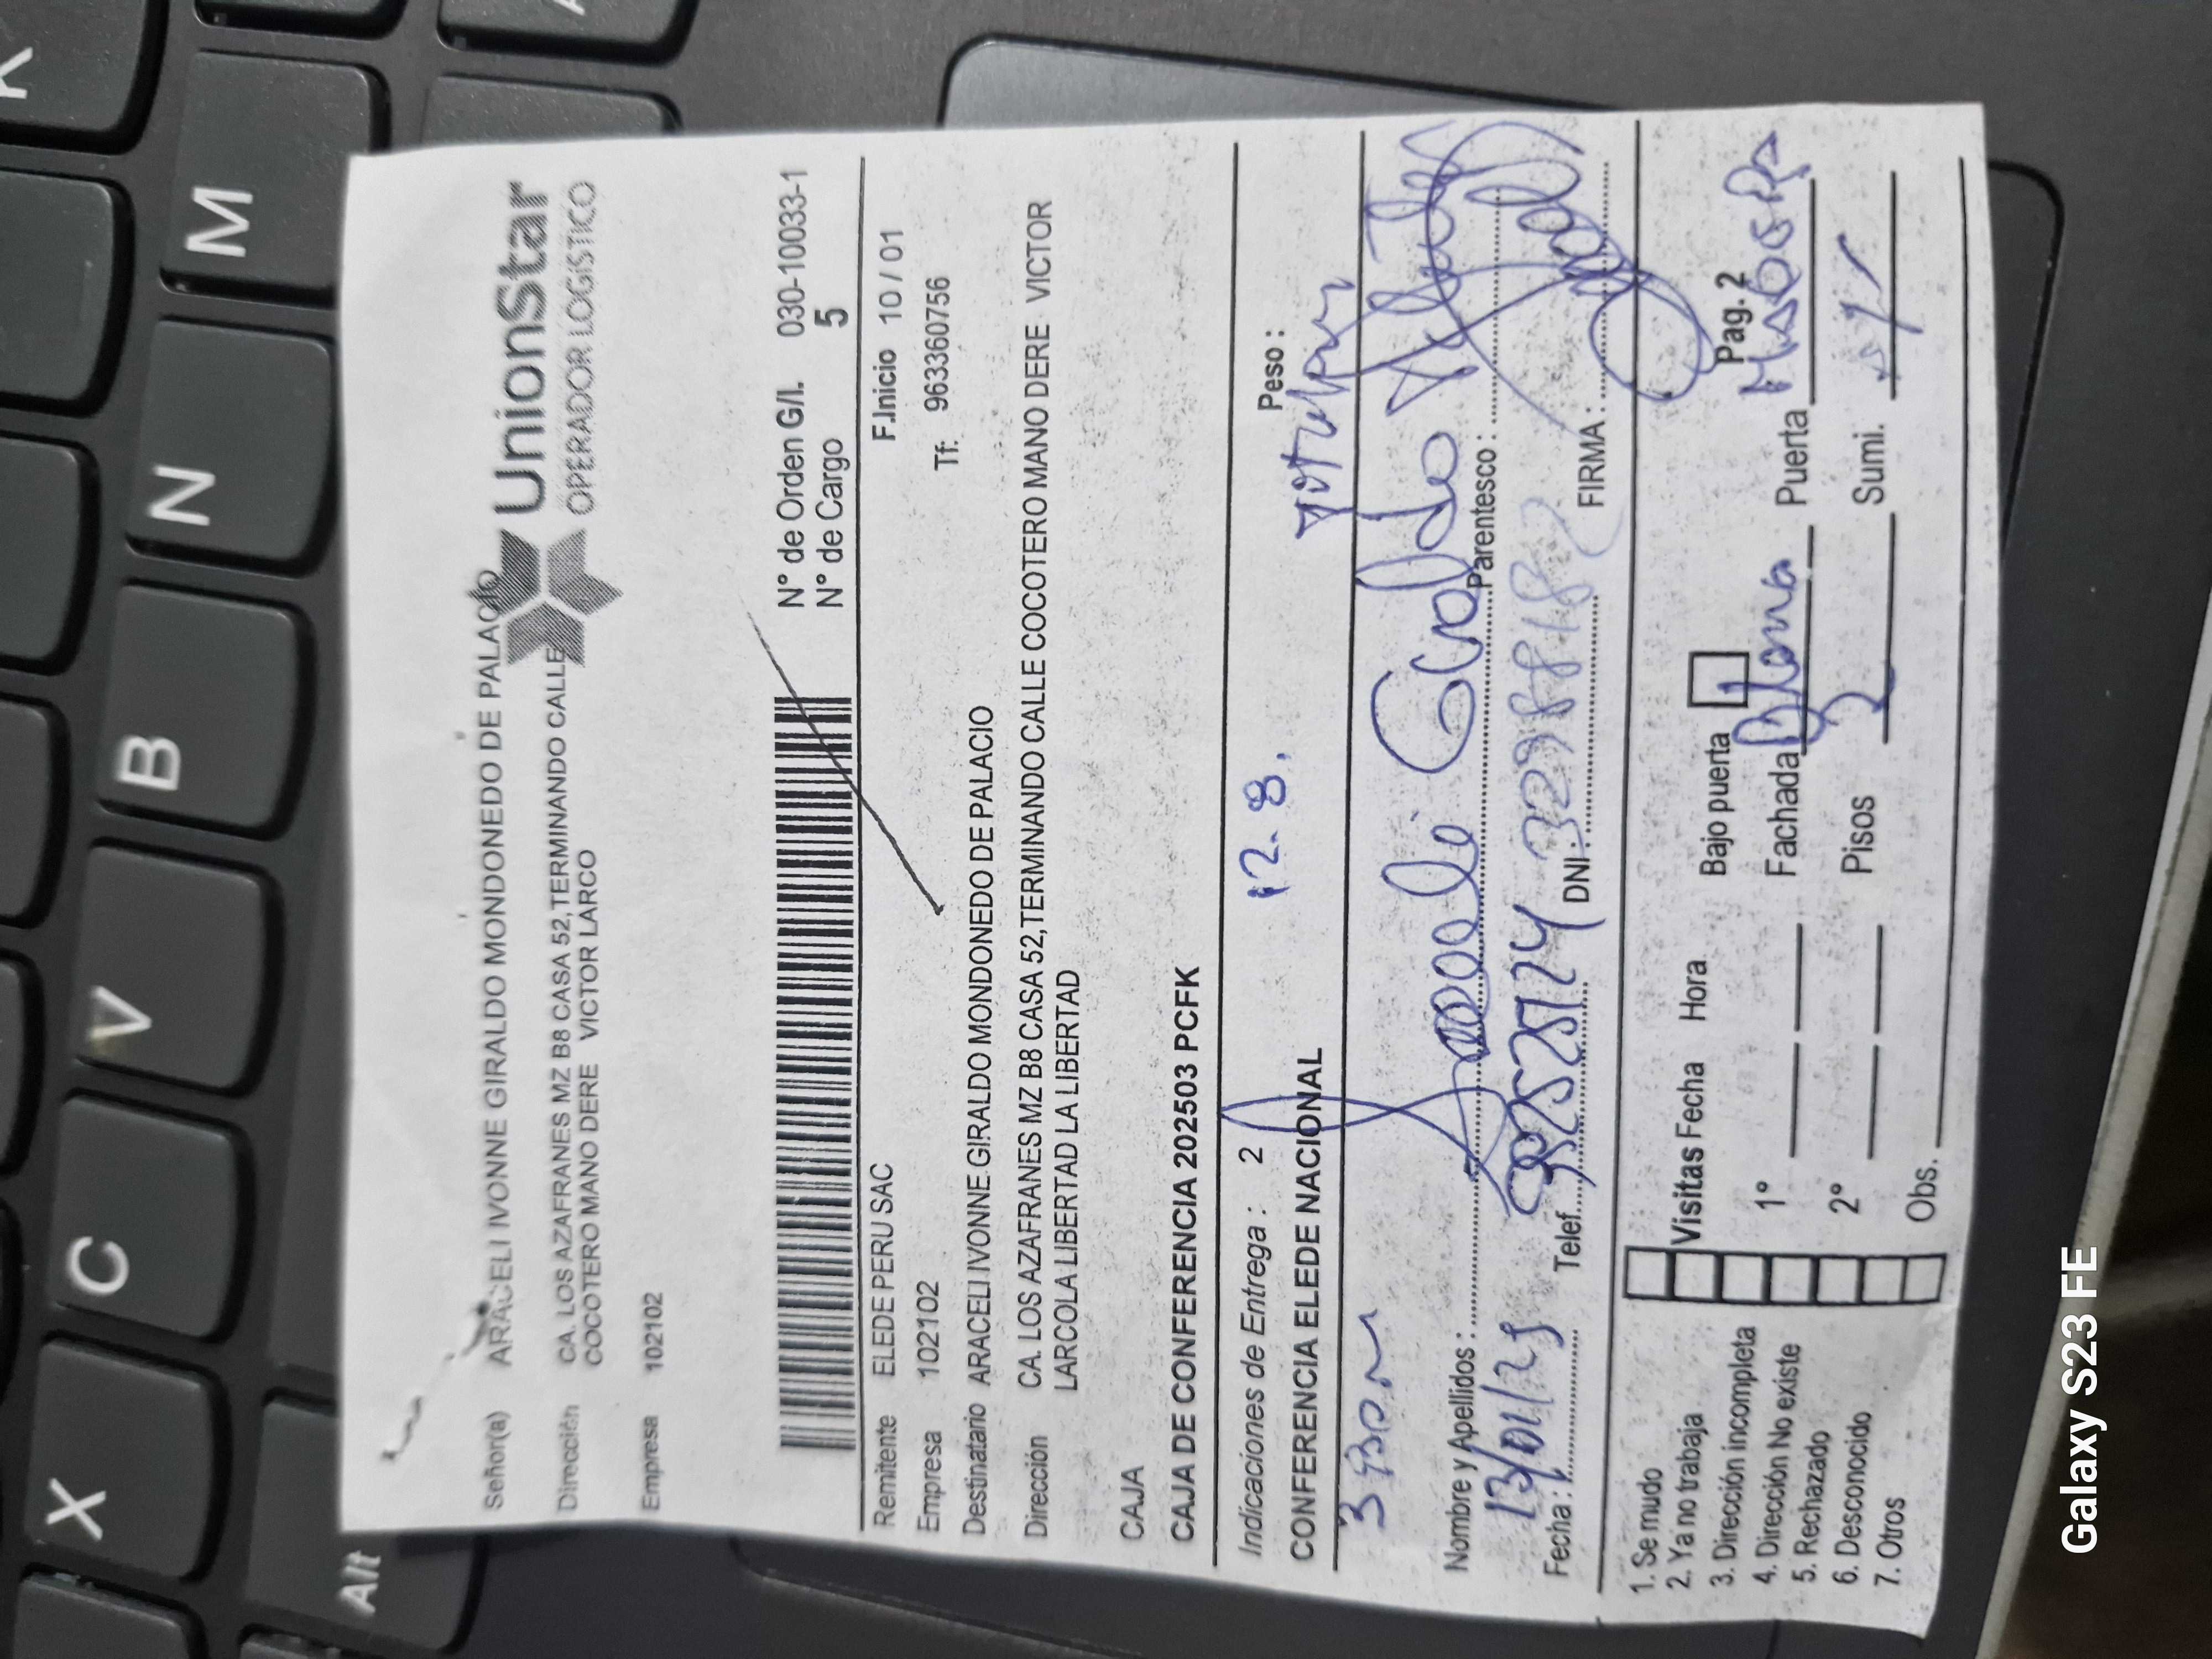 Señor(a) ARACELI IVONNE GIRALDO MONDONEDO DE PALACIO
UnionStar
OPERADOR LOGÍSTICO
Dirección CA. LOS AZAFRANES MZ B8 CASA 52,TERMINANDO CALLE
COCOTERO MANO DERE VICTOR LARCO
Empresa 102102
N° de Orden G/I. 030-10033-1
N° de Cargo 5
Remitente ELEDE PERU SAC F.Inicio 10 / 01
Empresa 102102 Tf. 963360756
Destinatario ARACELI IVONNE GIRALDO MONDONEDO DE PALACIO
Dirección CA. LOS AZAFRANES MZ B8 CASA 52,TERMINANDO CALLE COCOTERO MANO DERE VICTOR
LARCOLA LIBERTAD LA LIBERTAD
CAJA
CAJA DE CONFERENCIA 202503 PCFK
Indicaciones de Entrega : 2 12.8. Peso :
CONFERENCIA ELEDE NACIONAL
Nombre y Apellidos : Parentesco :
Fecha : 13/01/25 Telef. DNI : FIRMA :
1. Se mudo
2. Ya no trabaja
3. Dirección incompleta
4. Dirección No existe
5. Rechazado
6. Desconocido
7. Otros
Visitas Fecha Hora Bajo puerta Pag. 2
1° Fachada Puerta
2° Pisos 2 Sumi.
Obs.
X C V B N M
Alt
Galaxy S23 FE